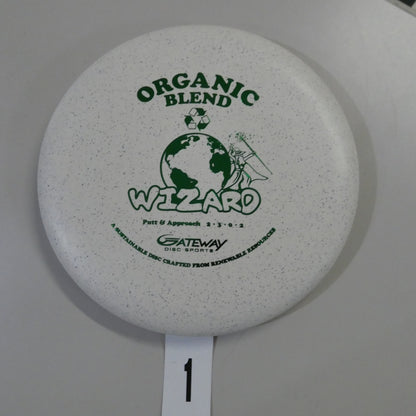 ORGANIC
BLEND
WIZARD
Putt & Approach 2 · 3 · 0 · 2
GATEWAY
DISC SPORTS
A SUSTAINABLE DISC CRAFTED FROM RENEWABLE RESOURCES
1